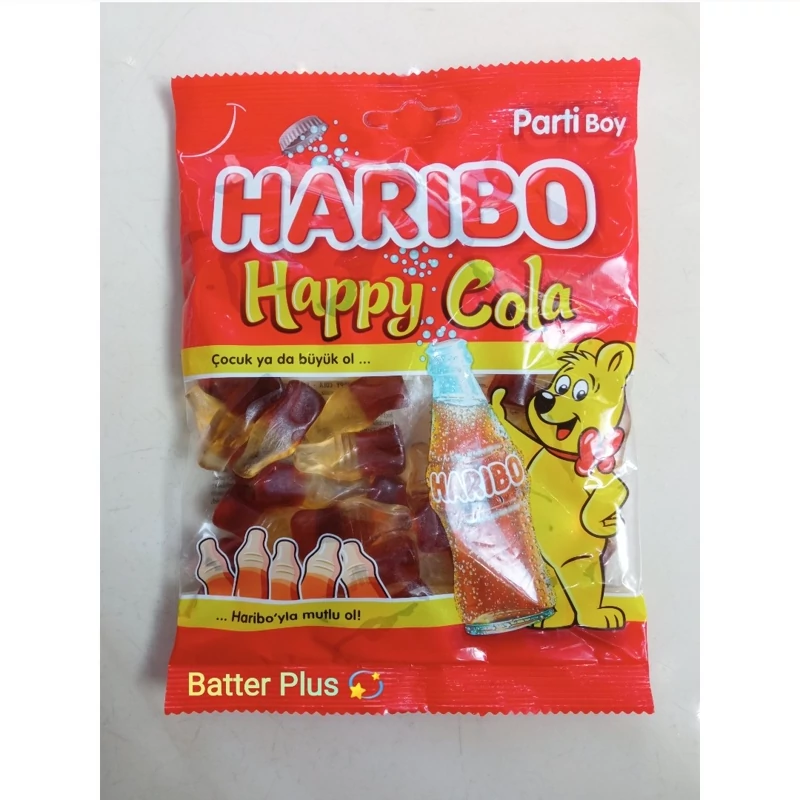 Parti Boy
HARIBO
Happy Cola
Çocuk ya da büyük ol ...
HARIBO
... Haribo'yla mutlu ol!
Batter Plus